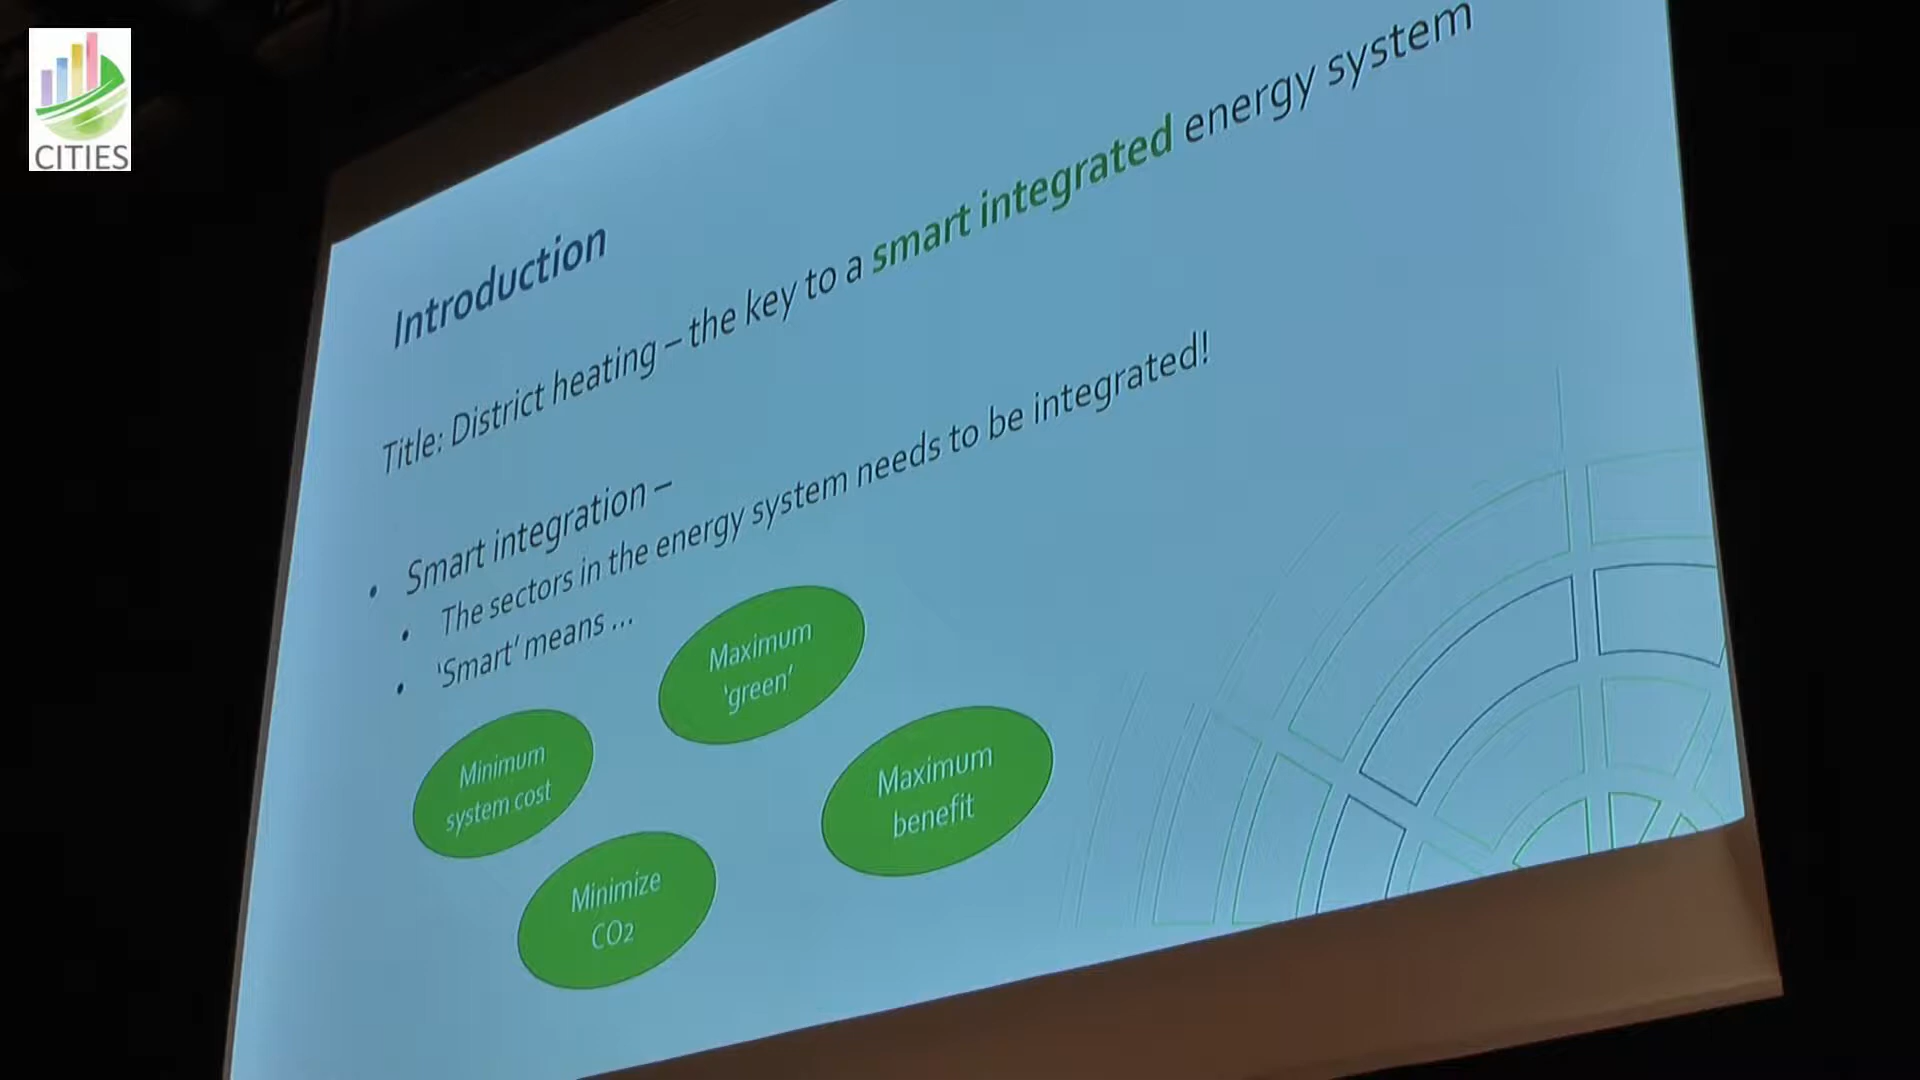 CITIES
Introduction
Title: District heating – the key to a smart integrated energy system
• Smart integration –
• The sectors in the energy system needs to be integrated!
• 'Smart' means ...
Maximum
'green'
Minimum
system cost
Maximum
benefit
Minimize
CO2